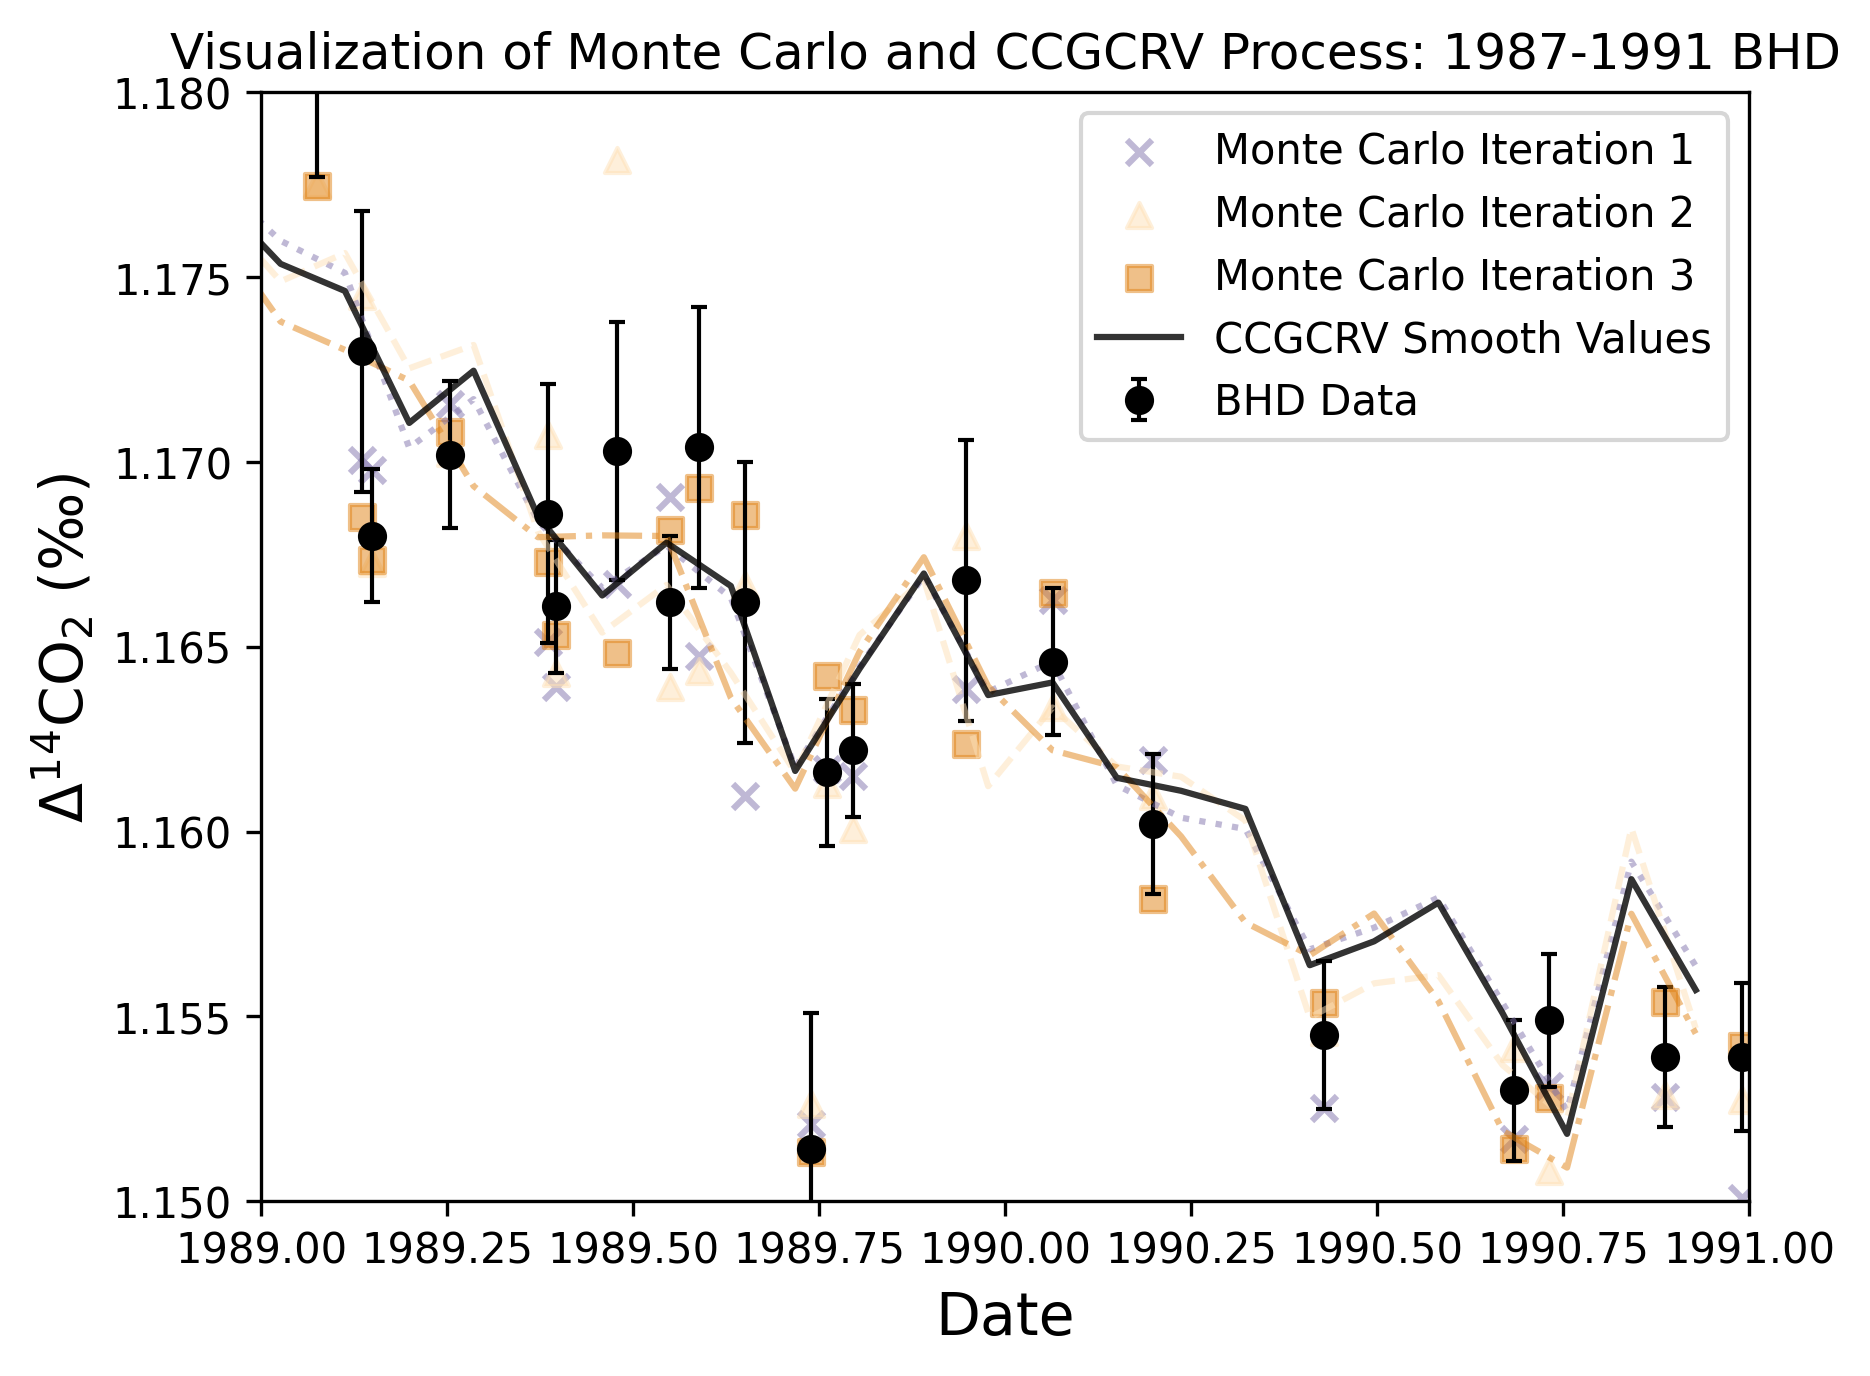 Visualization of Monte Carlo and CCGCRV Process: 1987-1991 BHD
1.180
1.175
1.170
1.165
1.160
1.155
1.150
Δ¹⁴CO₂ (‰)
Monte Carlo Iteration 1
Monte Carlo Iteration 2
Monte Carlo Iteration 3
CCGCRV Smooth Values
BHD Data
1989.00 1989.25 1989.50 1989.75 1990.00 1990.25 1990.50 1990.75 1991.00
Date